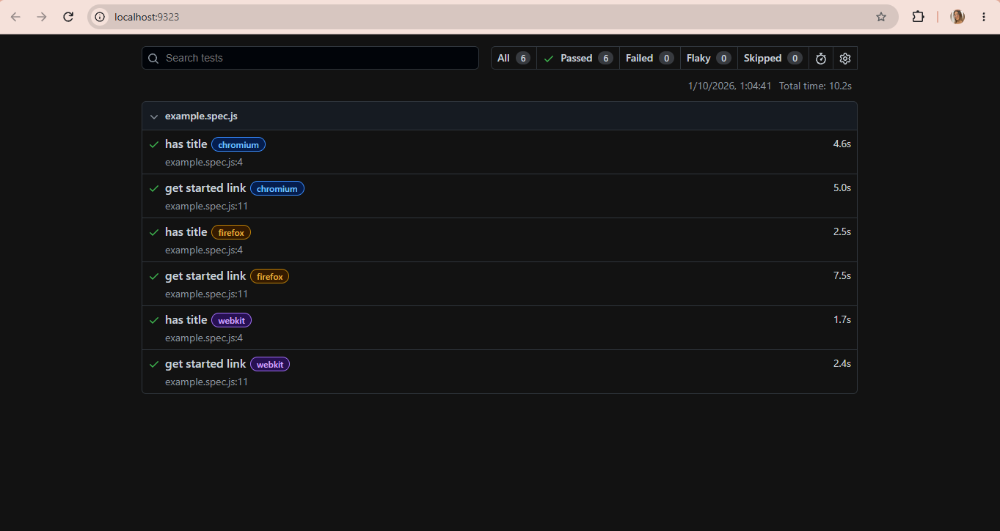 localhost:9323
Search tests
All 6 Passed 6 Failed 0 Flaky 0 Skipped 0
1/10/2026, 1:04:41 Total time: 10.2s
example.spec.js
has title chromium 4.6s
example.spec.js:4
get started link chromium 5.0s
example.spec.js:11
has title firefox 2.5s
example.spec.js:4
get started link firefox 7.5s
example.spec.js:11
has title webkit 1.7s
example.spec.js:4
get started link webkit 2.4s
example.spec.js:11